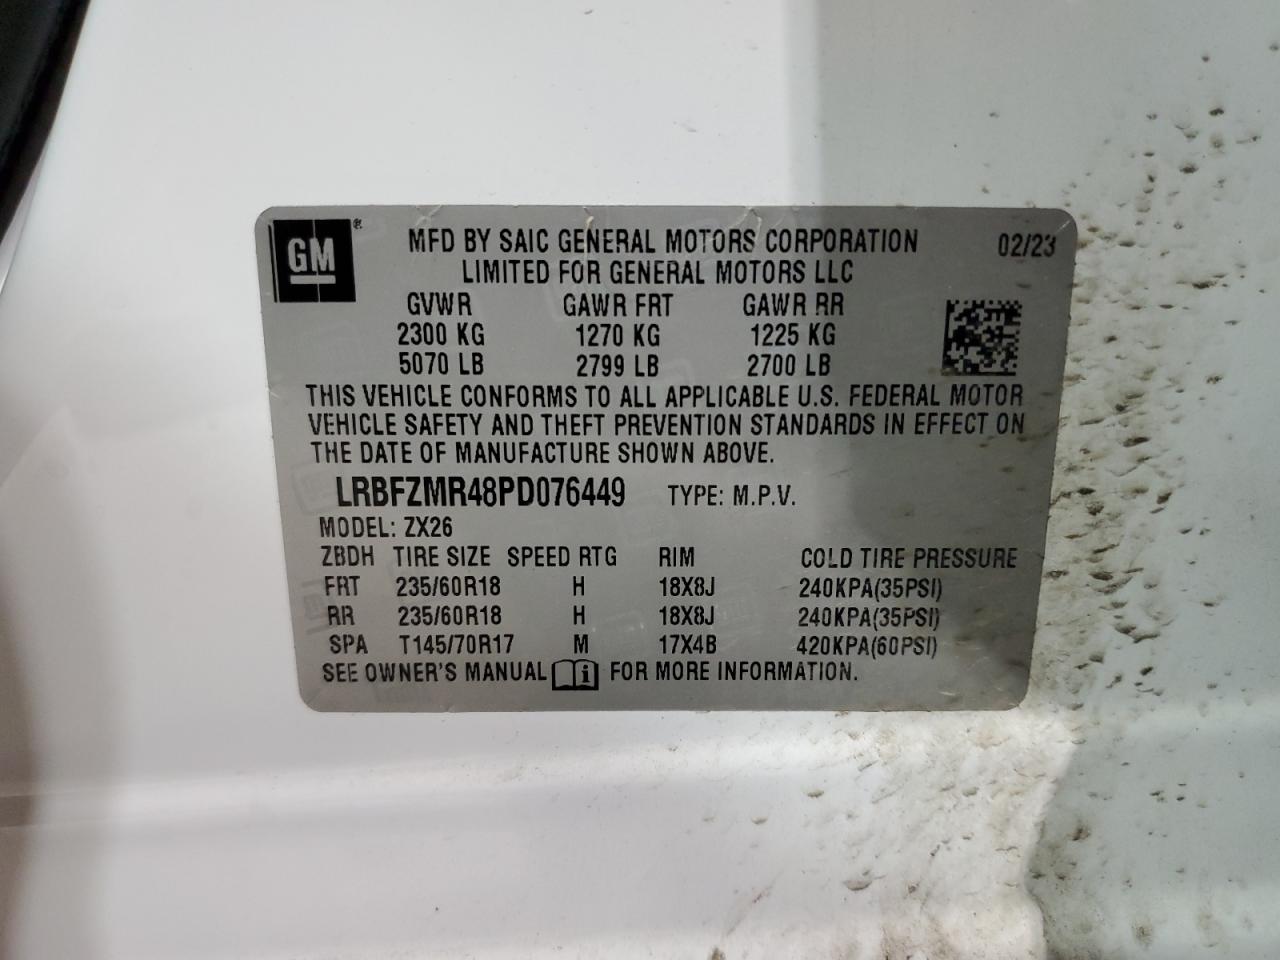 GM ®
MFD BY SAIC GENERAL MOTORS CORPORATION 02/23
LIMITED FOR GENERAL MOTORS LLC
GVWR GAWR FRT GAWR RR
2300 KG 1270 KG 1225 KG
5070 LB 2799 LB 2700 LB
THIS VEHICLE CONFORMS TO ALL APPLICABLE U.S. FEDERAL MOTOR
VEHICLE SAFETY AND THEFT PREVENTION STANDARDS IN EFFECT ON
THE DATE OF MANUFACTURE SHOWN ABOVE.
LRBFZMR48PD076449 TYPE: M.P.V.
MODEL: ZX26
ZBDH TIRE SIZE SPEED RTG RIM COLD TIRE PRESSURE
FRT 235/60R18 H 18X8J 240KPA(35PSI)
RR 235/60R18 H 18X8J 240KPA(35PSI)
SPA T145/70R17 M 17X4B 420KPA(60PSI)
SEE OWNER'S MANUAL i FOR MORE INFORMATION.